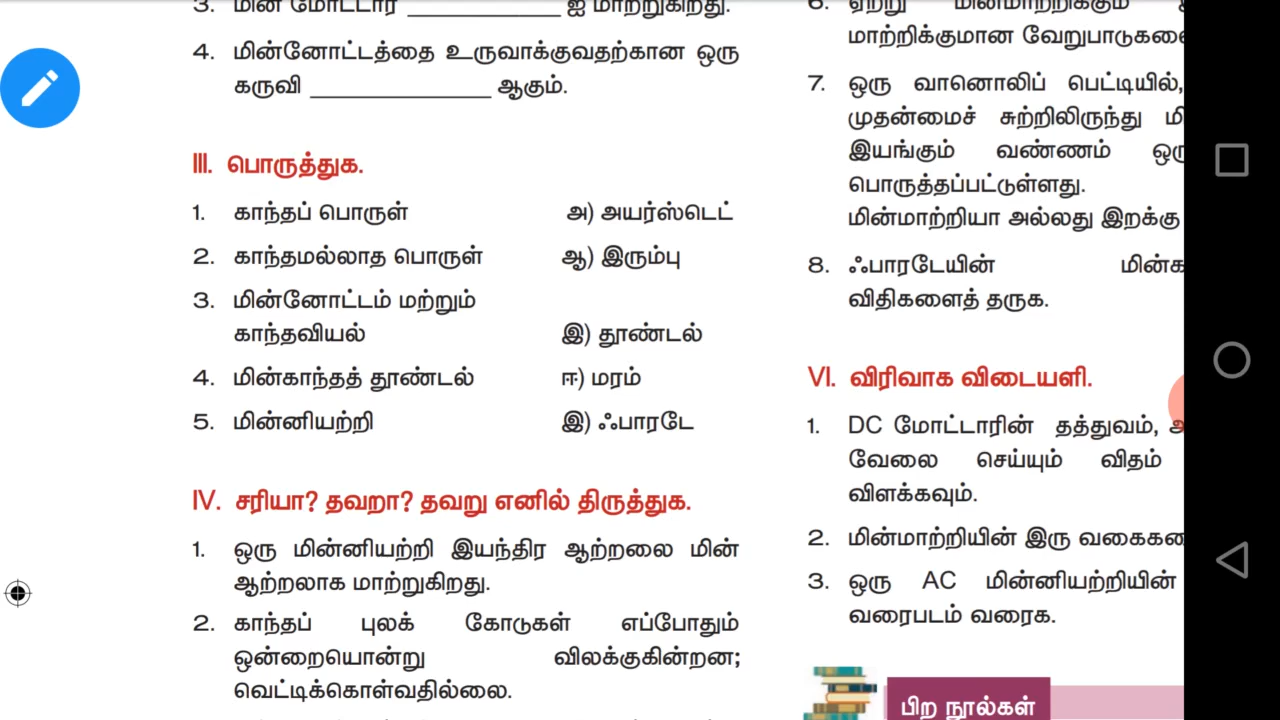 3. மின் மோட்டார் ____________ ஐ மாற்றுகிறது.
4. மின்னோட்டத்தை உருவாக்குவதற்கான ஒரு
கருவி ______________ ஆகும்.
III. பொருத்துக.
1. காந்தப் பொருள் அ) அயர்ஸ்டெட்
2. காந்தமல்லாத பொருள் ஆ) இரும்பு
3. மின்னோட்டம் மற்றும்
காந்தவியல் இ) தூண்டல்
4. மின்காந்தத் தூண்டல் ஈ) மரம்
5. மின்னியற்றி இ) ஃபாரடே
IV. சரியா? தவறா? தவறு எனில் திருத்துக.
1. ஒரு மின்னியற்றி இயந்திர ஆற்றலை மின்
ஆற்றலாக மாற்றுகிறது.
2. காந்தப் புலக் கோடுகள் எப்போதும்
ஒன்றையொன்று விலக்குகின்றன;
வெட்டிக்கொள்வதில்லை.
6. ஏற்று மின்மாற்றிக்கும்
மாற்றிக்குமான
7. ஒரு வானொலிப் பெட்டியில்,
முதன்மைச் சுற்றிலிருந்து
இயங்கும் வண்ணம்
பொருத்தப்பட்டுள்ளது.
மின்மாற்றியா அல்லது இறக்கு
8. ஃபாரடேயின்
விதிகளைத் தருக.
VI. விரிவாக விடையளி.
1. DC மோட்டாரின் தத்துவம்,
வேலை செய்யும் விதம்
விளக்கவும்.
2. மின்மாற்றியின் இரு
3. ஒரு AC மின்னியற்றியின்
வரைபடம் வரைக.
பிற நூல்கள்